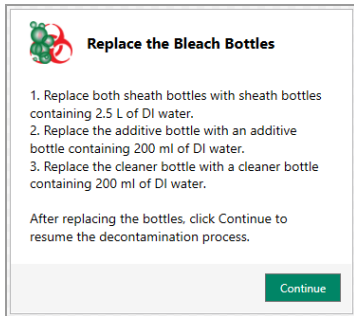 Replace the Bleach Bottles
1. Replace both sheath bottles with sheath bottles
containing 2.5 L of DI water.
2. Replace the additive bottle with an additive
bottle containing 200 ml of DI water.
3. Replace the cleaner bottle with a cleaner bottle
containing 200 ml of DI water.
After replacing the bottles, click Continue to
resume the decontamination process.
Continue